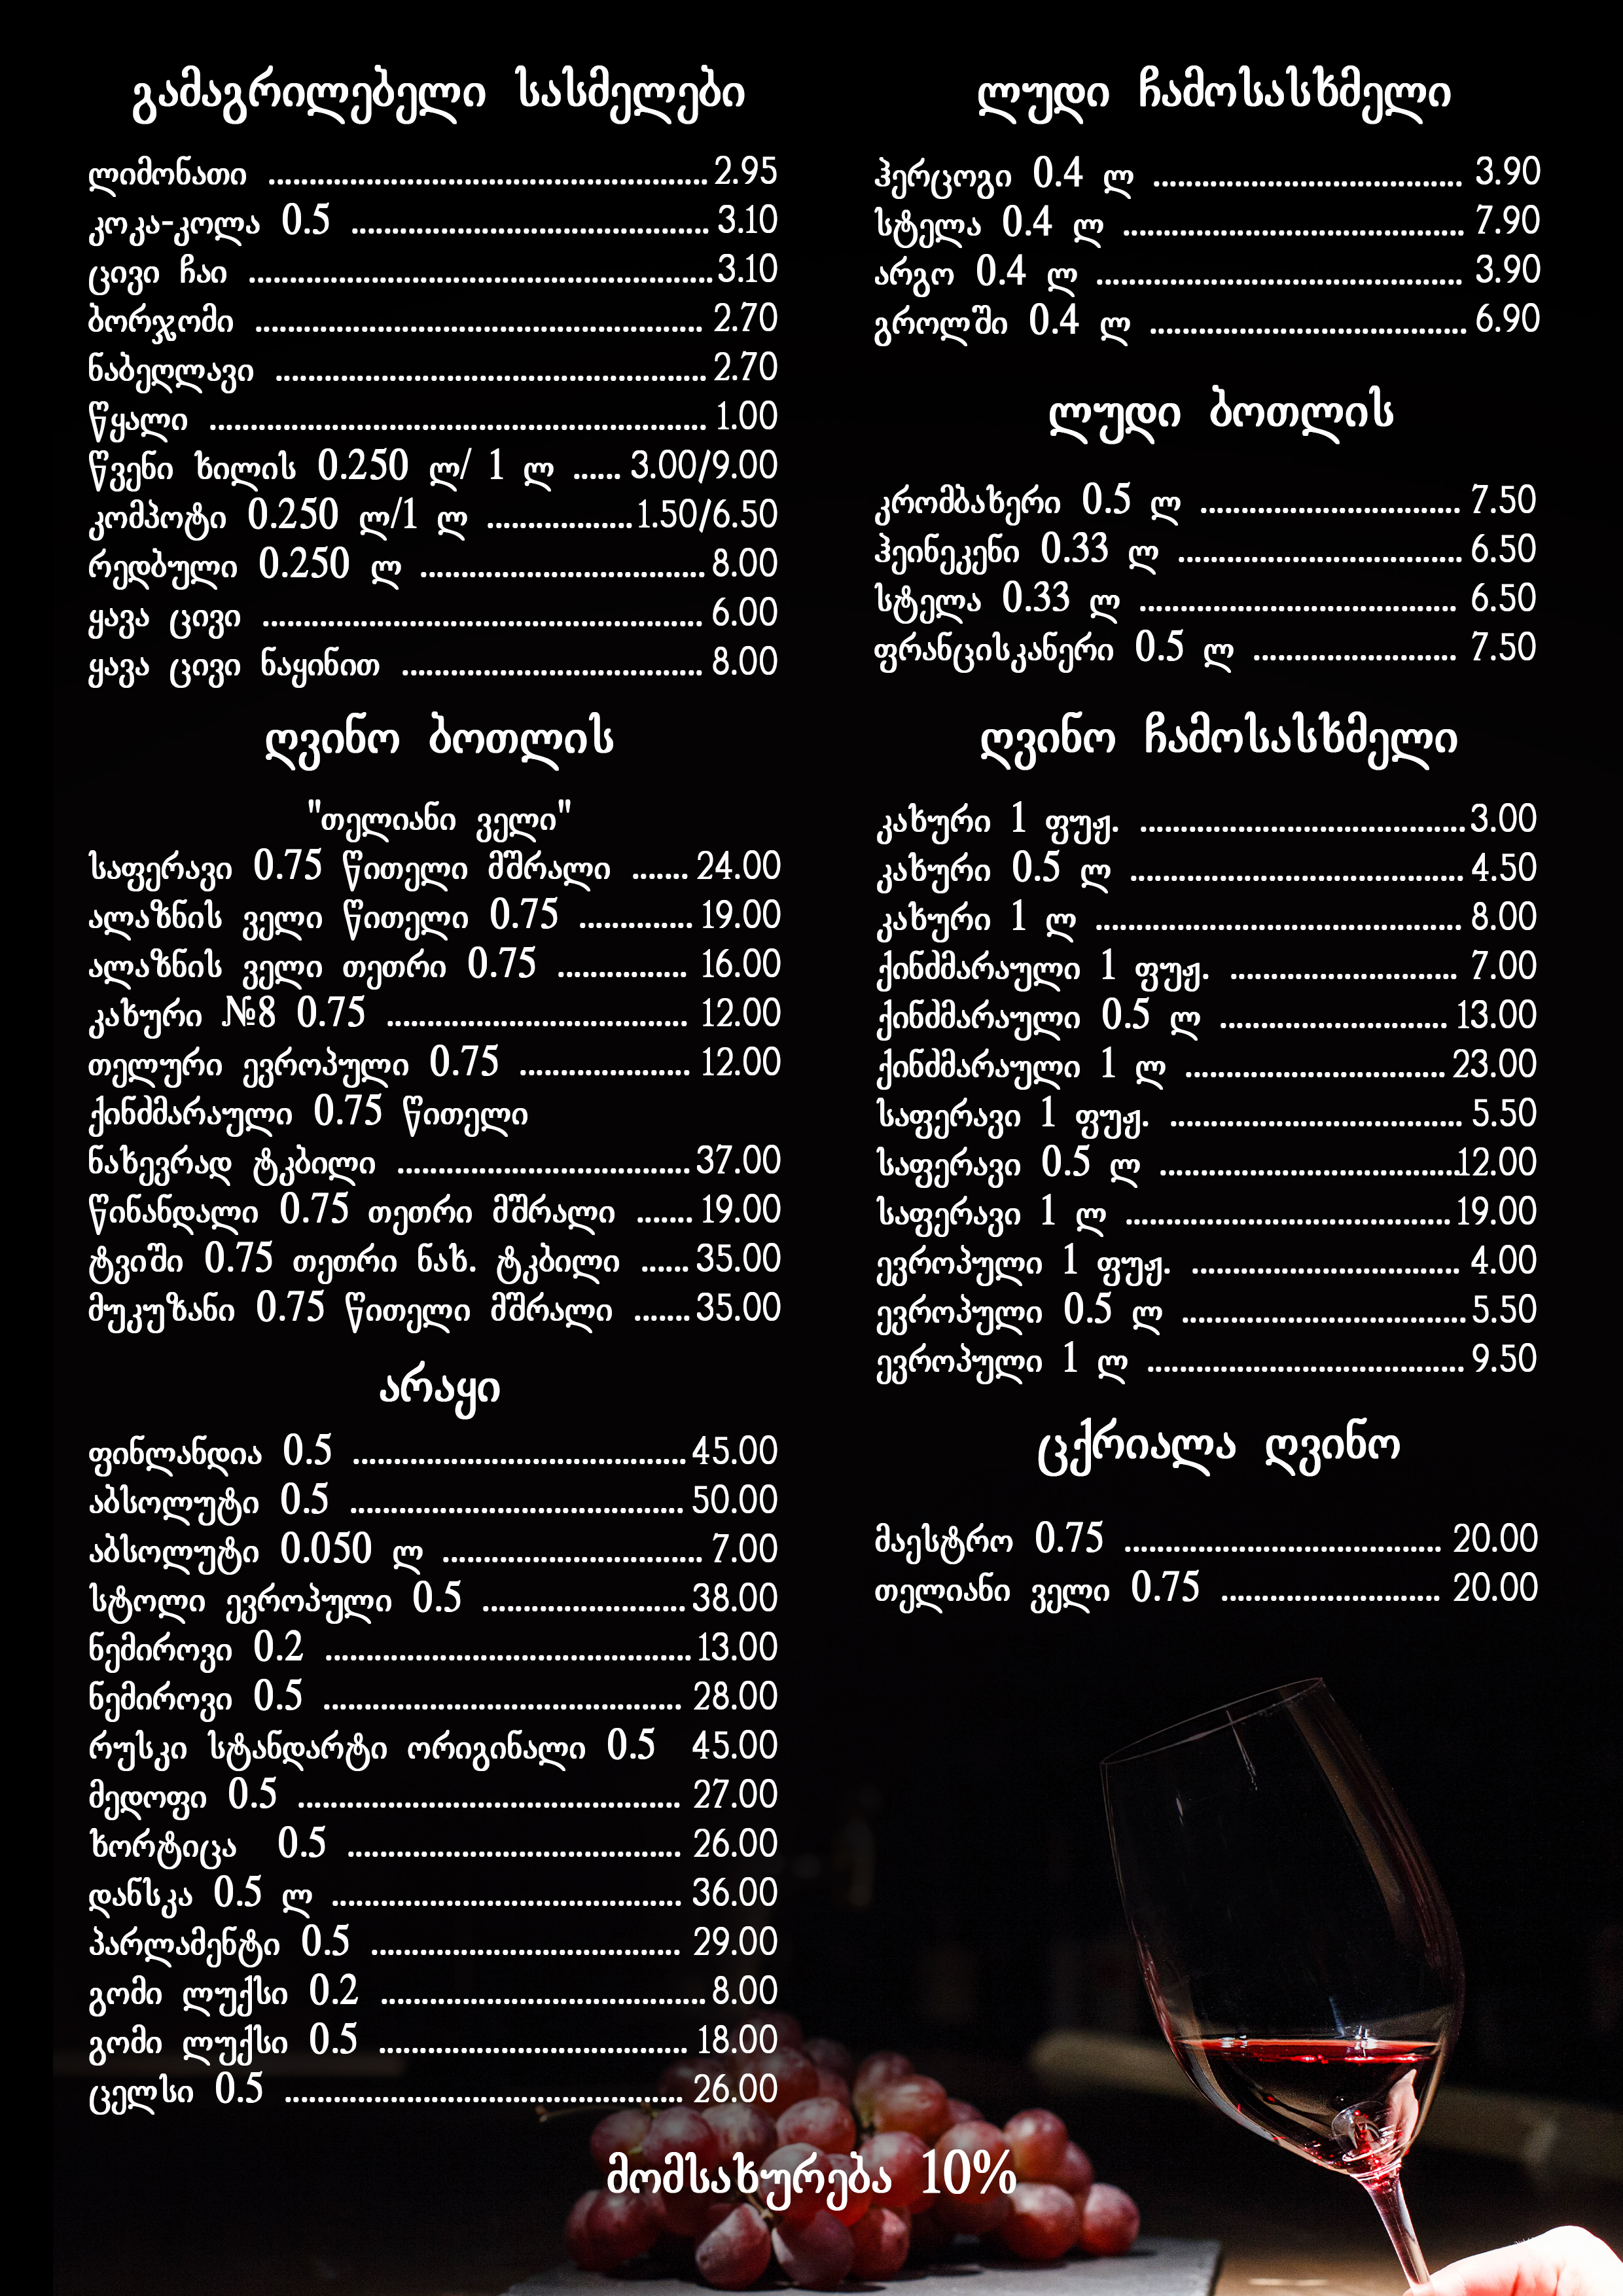 გამაგრილებელი სასმელები
ლიმონათი ...................................................... 2.95
კოკა-კოლა 0.5 ............................................ 3.10
ცივი ჩაი ......................................................... 3.10
ბორჯომი ....................................................... 2.70
ნაბეღლავი ..................................................... 2.70
წყალი ............................................................. 1.00
წვენი ხილის 0.250 ლ/ 1 ლ ...... 3.00/9.00
კომპოტი 0.250 ლ/1 ლ .................. 1.50/6.50
რედბული 0.250 ლ ................................... 8.00
ყავა ცივი ...................................................... 6.00
ყავა ცივი ნაყინით ..................................... 8.00
ღვინო ბოთლის
"თელიანი ველი"
საფერავი 0.75 წითელი მშრალი ....... 24.00
ალაზნის ველი წითელი 0.75 .............. 19.00
ალაზნის ველი თეთრი 0.75 ................ 16.00
კახური №8 0.75 ..................................... 12.00
თელური ევროპული 0.75 ..................... 12.00
ქინძმარაული 0.75 წითელი
ნახევრად ტკბილი .................................... 37.00
წინანდალი 0.75 თეთრი მშრალი ....... 19.00
ტვიში 0.75 თეთრი ნახ. ტკბილი ...... 35.00
მუკუზანი 0.75 წითელი მშრალი ....... 35.00
არაყი
ფინლანდია 0.5 ......................................... 45.00
აბსოლუტი 0.5 ......................................... 50.00
აბსოლუტი 0.050 ლ ................................ 7.00
სტოლი ევროპული 0.5 ......................... 38.00
ნემიროვი 0.2 ............................................. 13.00
ნემიროვი 0.5 ............................................ 28.00
რუსკი სტანდარტი ორიგინალი 0.5 45.00
მედოფი 0.5 ............................................... 27.00
ხორტიცა 0.5 ......................................... 26.00
დანსკა 0.5 ლ ........................................... 36.00
პარლამენტი 0.5 ...................................... 29.00
გომი ლუქსი 0.2 ........................................ 8.00
გომი ლუქსი 0.5 ...................................... 18.00
ცელსი 0.5 ................................................. 26.00
ლუდი ჩამოსასხმელი
ჰერცოგი 0.4 ლ ...................................... 3.90
სტელა 0.4 ლ .......................................... 7.90
არგო 0.4 ლ ............................................. 3.90
გროლში 0.4 ლ ....................................... 6.90
ლუდი ბოთლის
კრომბახერი 0.5 ლ ................................ 7.50
ჰეინეკენი 0.33 ლ ................................... 6.50
სტელა 0.33 ლ ....................................... 6.50
ფრანცისკანერი 0.5 ლ ......................... 7.50
ღვინო ჩამოსასხმელი
კახური 1 ფუჟ. ........................................ 3.00
კახური 0.5 ლ ......................................... 4.50
კახური 1 ლ ............................................. 8.00
ქინძმარაული 1 ფუჟ. ............................ 7.00
ქინძმარაული 0.5 ლ ............................ 13.00
ქინძმარაული 1 ლ ................................ 23.00
საფერავი 1 ფუჟ. .................................... 5.50
საფერავი 0.5 ლ ..................................... 12.00
საფერავი 1 ლ ........................................ 19.00
ევროპული 1 ფუჟ. ................................. 4.00
ევროპული 0.5 ლ ................................... 5.50
ევროპული 1 ლ ....................................... 9.50
ცქრიალა ღვინო
მაესტრო 0.75 ....................................... 20.00
თელიანი ველი 0.75 ........................... 20.00
მომსახურება 10%